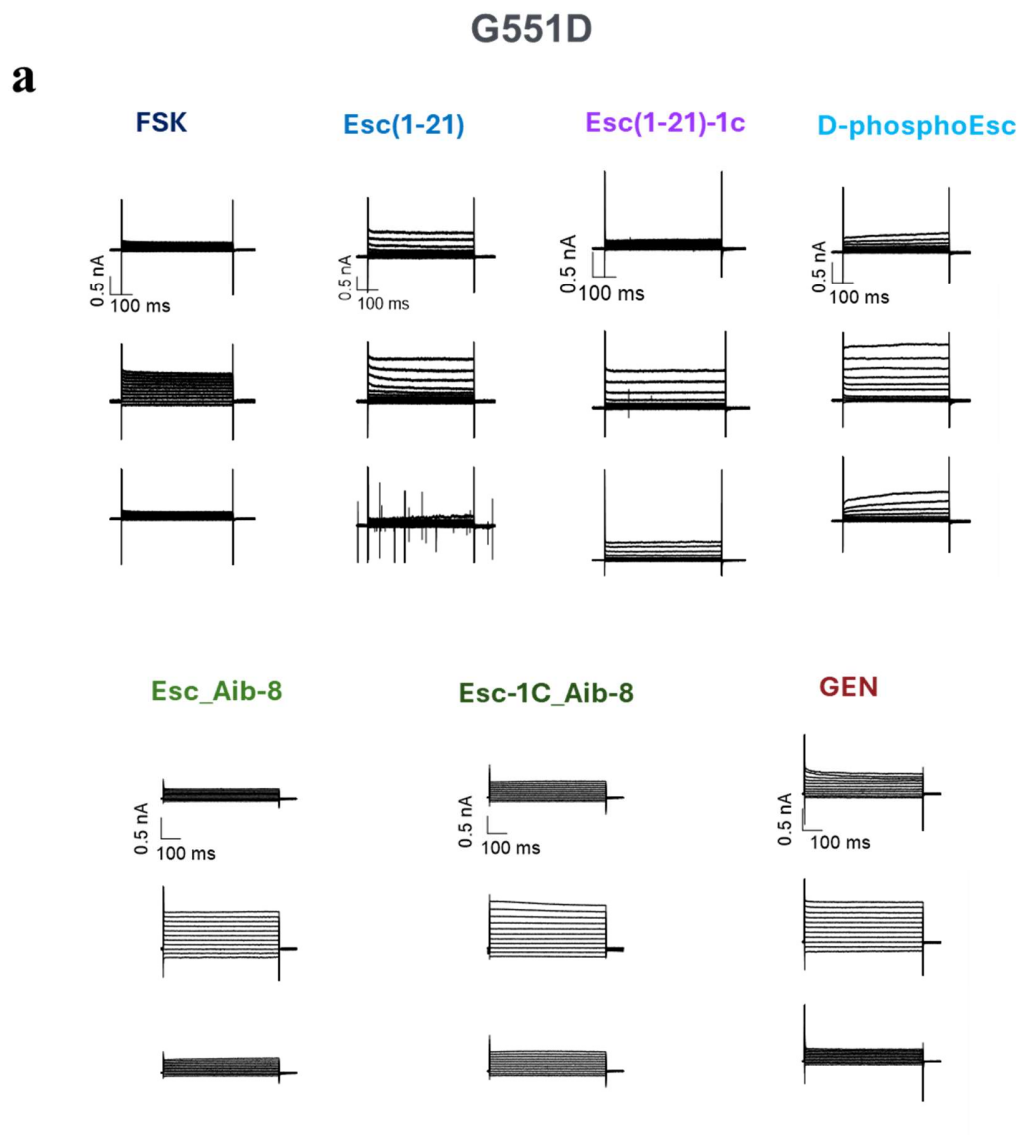 G551D
a
FSK Esc(1-21) Esc(1-21)-1c D-phosphoEsc
0.5 nA 100 ms 0.5 nA 100 ms 0.5 nA 100 ms 0.5 nA 100 ms
Esc_Aib-8 Esc-1C_Aib-8 GEN
0.5 nA 100 ms 0.5 nA 100 ms 0.5 nA 100 ms